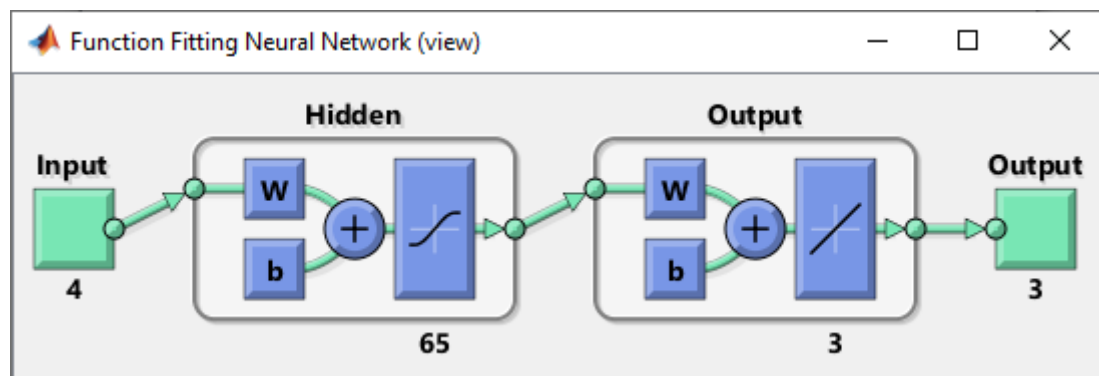 Function Fitting Neural Network (view)
Hidden
Output
Input
Output
W
W
+
+
b
b
4
3
65
3